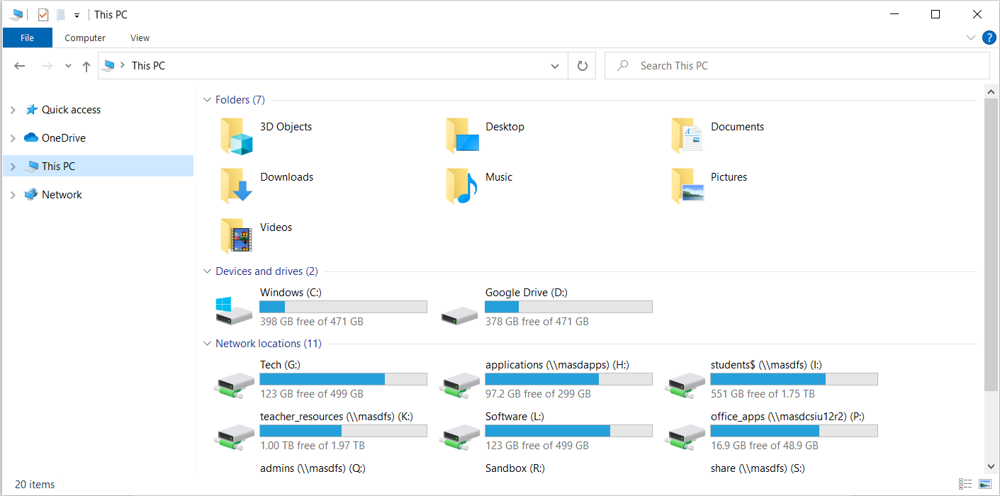 This PC
File Computer View
?
This PC
Search This PC
Quick access
OneDrive
This PC
Network
Folders (7)
3D Objects
Desktop
Documents
Downloads
Music
Pictures
Videos
Devices and drives (2)
Windows (C:)
398 GB free of 471 GB
Google Drive (D:)
378 GB free of 471 GB
Network locations (11)
Tech (G:)
123 GB free of 499 GB
applications (\\masdapps) (H:)
97.2 GB free of 299 GB
students$ (\\masdfs) (I:)
551 GB free of 1.75 TB
teacher_resources (\\masdfs) (K:)
1.00 TB free of 1.97 TB
Software (L:)
123 GB free of 499 GB
office_apps (\\masdcsiu12r2) (P:)
16.9 GB free of 48.9 GB
admins (\\masdfs) (Q:)
Sandbox (R:)
share (\\masdfs) (S:)
20 items